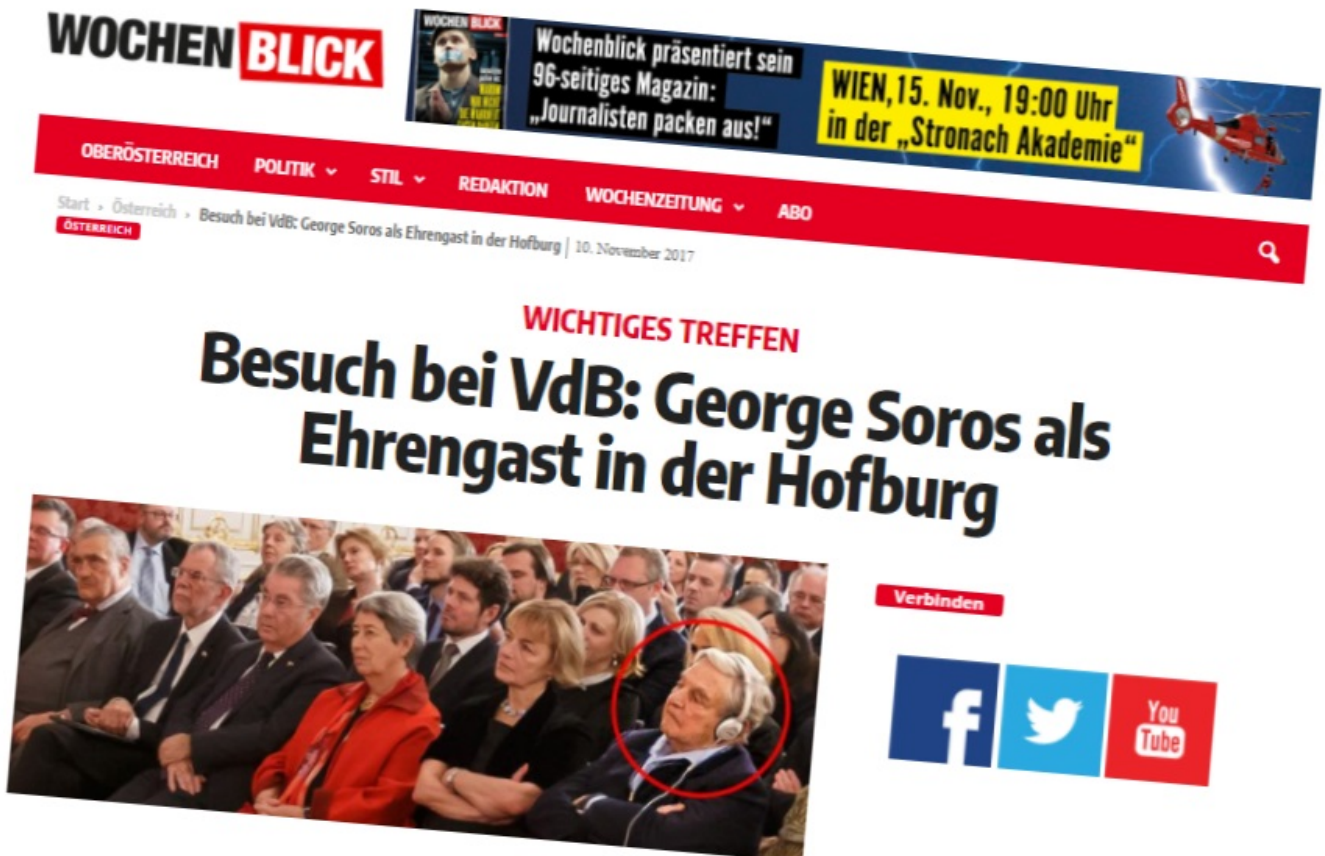 WOCHEN BLICK
WOCHEN BLICK
Wochenblick präsentiert sein
96-seitiges Magazin:
„Journalisten packen aus!“
WIEN, 15. Nov., 19:00 Uhr
in der „Stronach Akademie“
OBERÖSTERREICH POLITIK STIL REDAKTION WOCHENZEITUNG ABO
Start › Österreich › Besuch bei VdB: George Soros als Ehrengast in der Hofburg | 10. November 2017
ÖSTERREICH
WICHTIGES TREFFEN
Besuch bei VdB: George Soros als
Ehrengast in der Hofburg
Verbinden
f
You
Tube